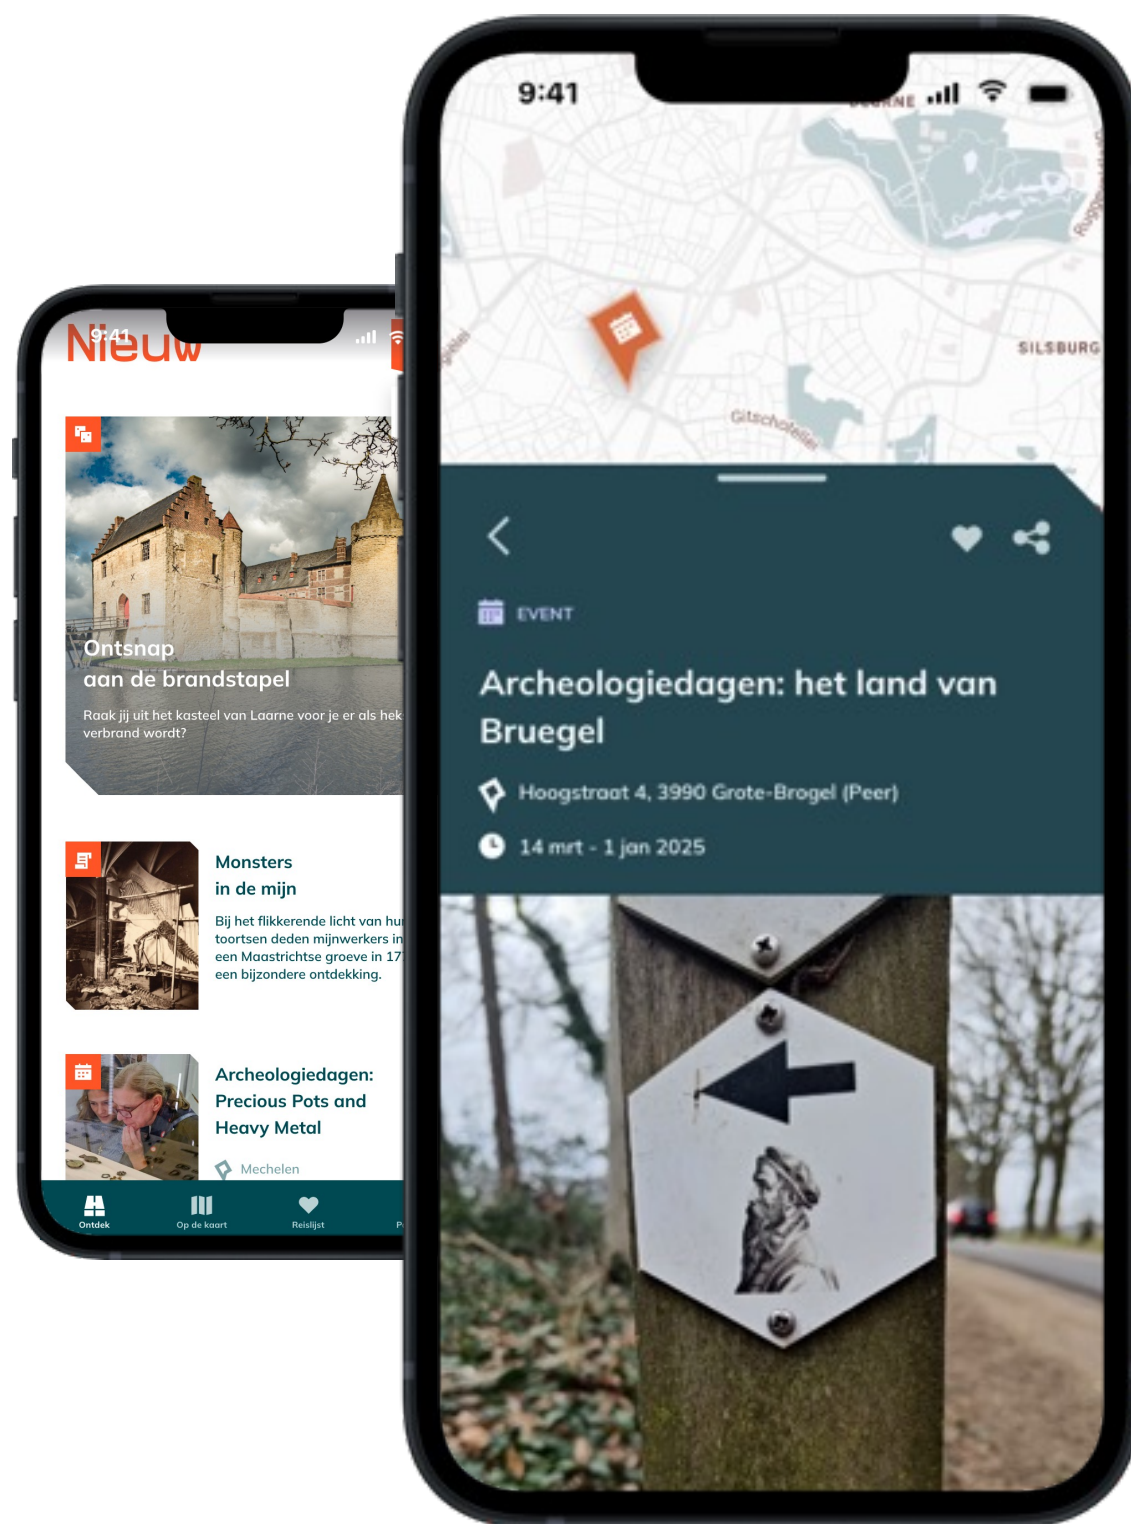 9:41
Nieuw
Ontsnap
aan de brandstapel
Raak jij uit het kasteel van Laarne voor je er als
verbrand wordt?
Monsters
in de mijn
Bij het flikkerende licht van
toortsen deden mijnwerkers in
een Maastrichtse groeve in
een bijzondere ontdekking.
Archeologiedagen:
Precious Pots and
Heavy Metal
Mechelen
Ontdek
Op de kaart
Reislijst
9:41
SILSBURG
EVENT
Archeologiedagen: het land van
Bruegel
Hoogstraat 4, 3990 Grote-Brogel (Peer)
14 mrt - 1 jan 2025